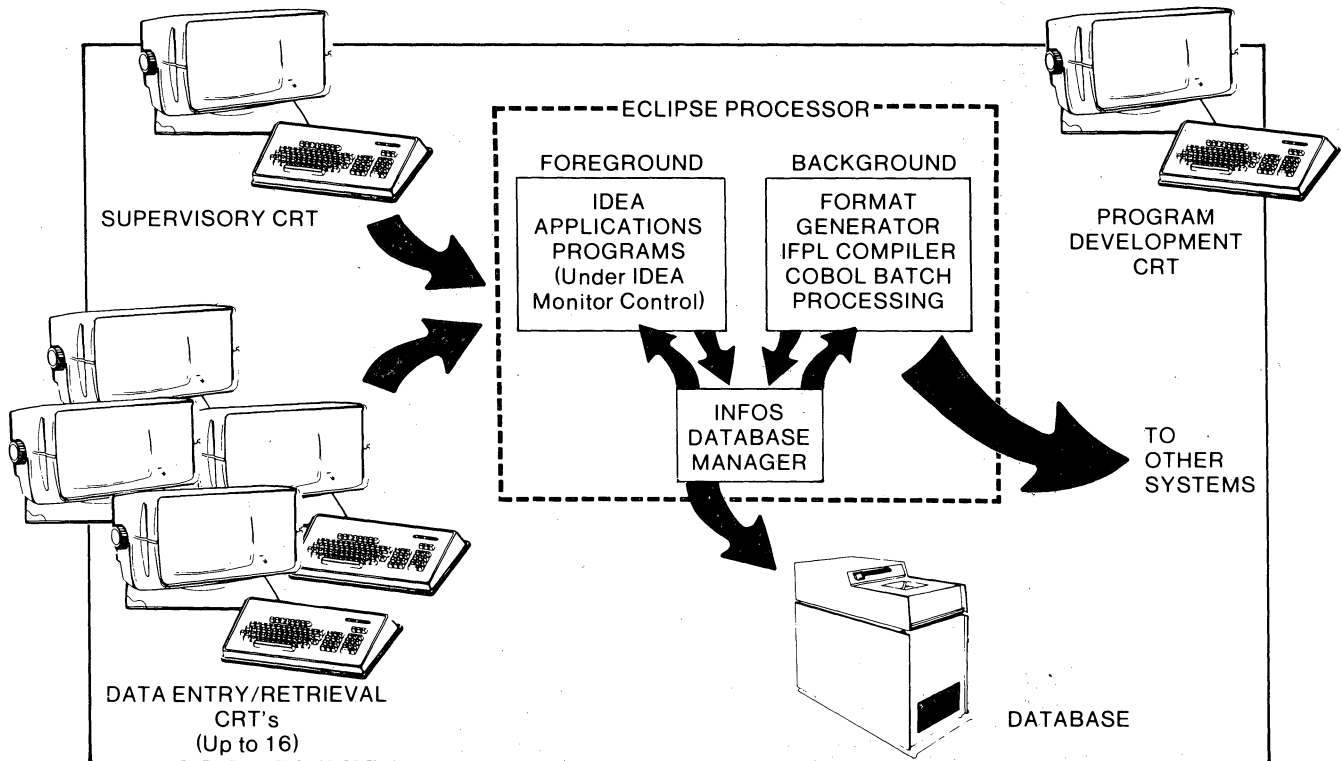 ECLIPSE PROCESSOR
FOREGROUND
IDEA
APPLICATIONS
PROGRAMS
(Under IDEA
Monitor Control)
BACKGROUND
FORMAT
GENERATOR
IFPL COMPILER
COBOL BATCH
PROCESSING
SUPERVISORY CRT
PROGRAM
DEVELOPMENT
CRT
INFOS
DATABASE
MANAGER
TO
OTHER
SYSTEMS
DATA ENTRY/RETRIEVAL
CRT's
(Up to 16)
DATABASE